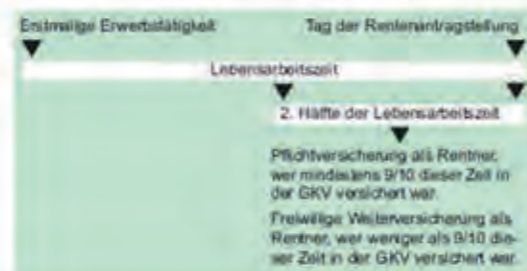 Erstmalige Erwerbstätigkeit Tag der Rentenantragstellung
Lebensarbeitszeit
2. Hälfte der Lebensarbeitszeit
Pflichtversicherung als Rentner,
wer mindestens 9/10 dieser Zeit in
der GKV versichert war.
Freiwillige Weiterversicherung als
Rentner, wer weniger als 9/10 die-
ser Zeit in der GKV versichert war.